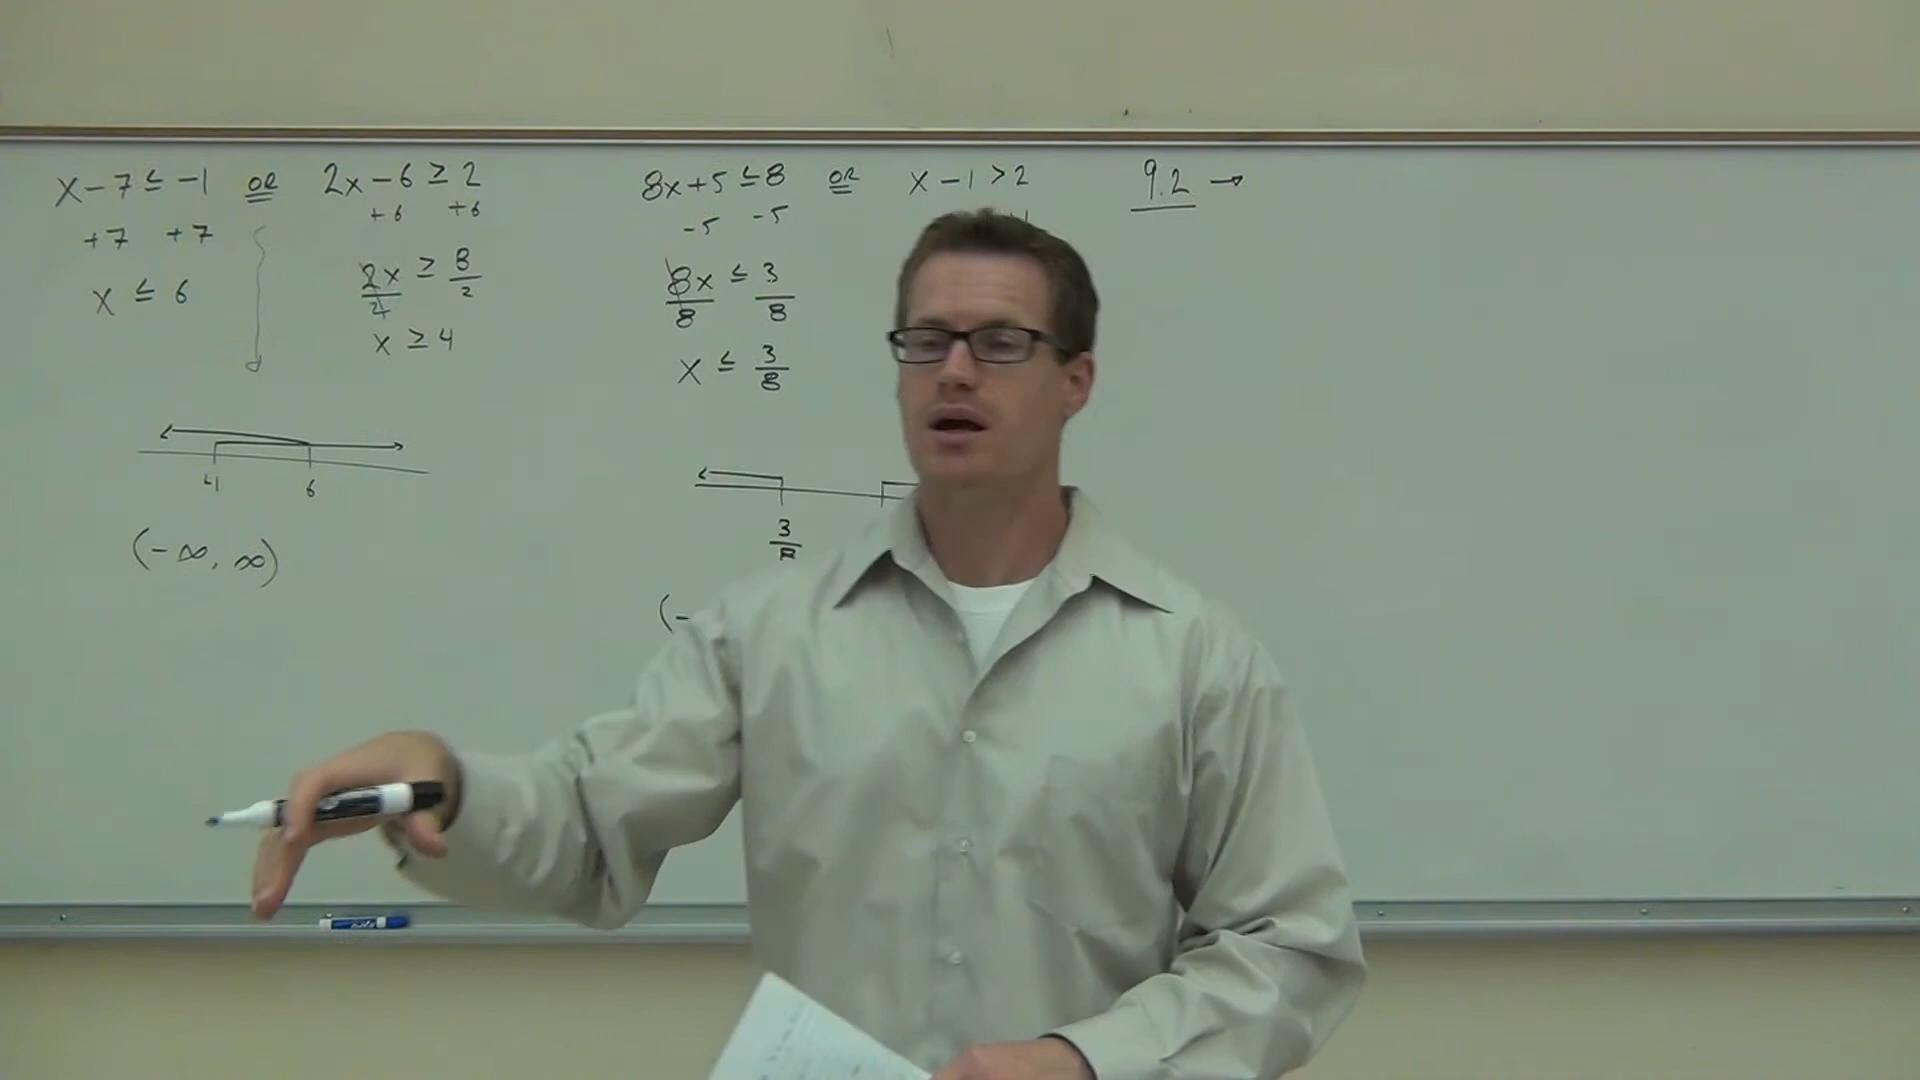 x - 7 ≤ -1 OR 2x - 6 ≥ 2
+7 +7
+6 +6
x ≤ 6
2x/2 ≥ 8/2
x ≥ 4
4 6
(-∞, ∞)
8x + 5 ≤ 8 OR x - 1 > 2
-5 -5
8x/8 ≤ 3/8
x ≤ 3/8
3/8
(-
9.2 →